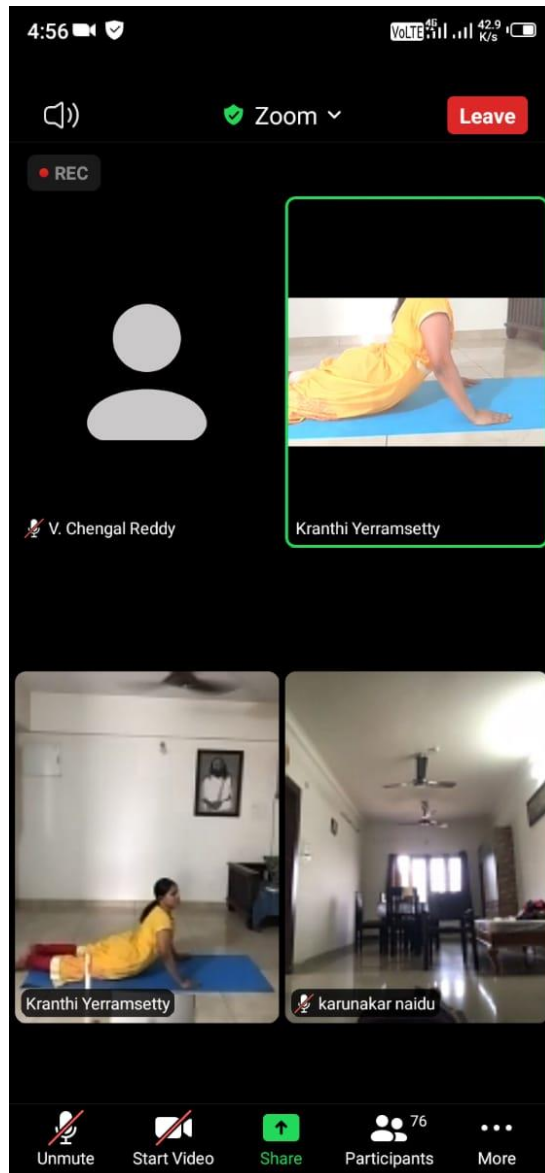 4:56 VoLTE 4G 42.9 K/s
Zoom Leave
REC
V. Chengal Reddy
Kranthi Yerramsetty
Kranthi Yerramsetty
karunakar naidu
76
Unmute Start Video Share Participants More